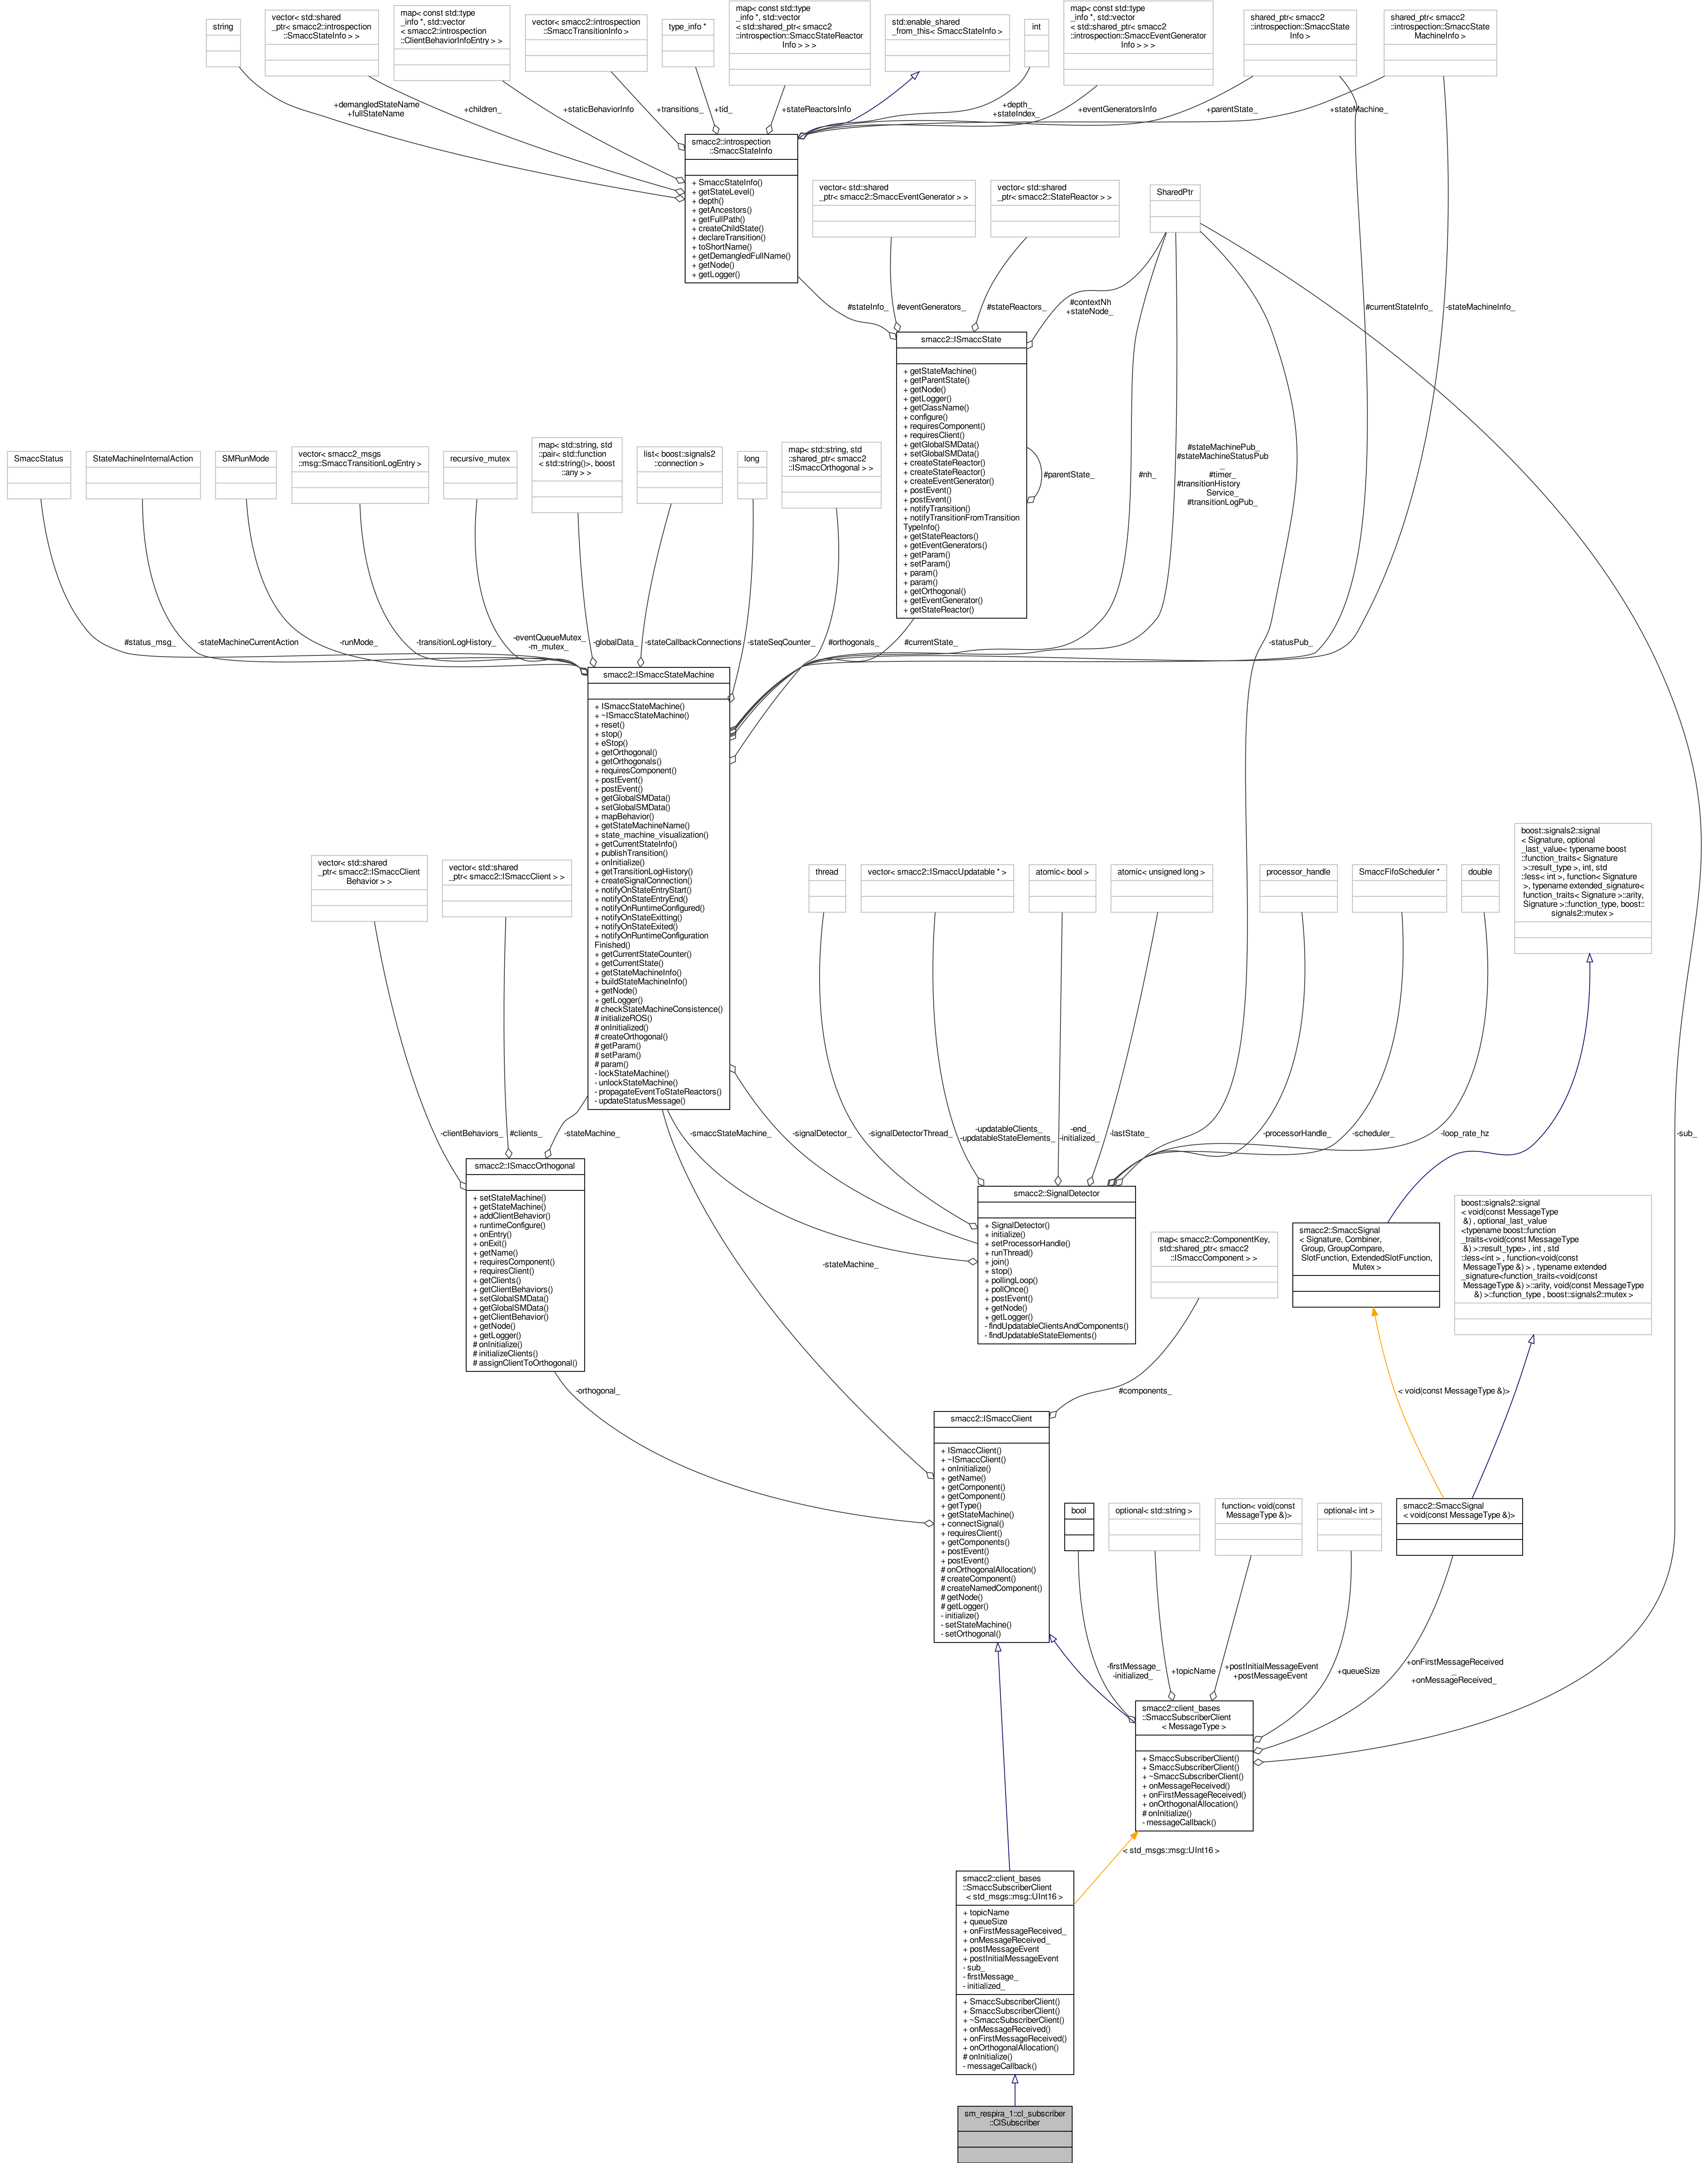 string
vector< std::shared
_ptr< smacc2::introspection
::SmaccStateInfo > >
map< const std::type
_info *, std::vector
< smacc2::introspection
::ClientBehaviorInfoEntry > >
vector< smacc2::introspection
::SmaccTransitionInfo >
type_info *
map< const std::type
_info *, std::vector
< std::shared_ptr< smacc2
::introspection::SmaccStateReactor
Info > > >
std::enable_shared
_from_this< SmaccStateInfo >
int
map< const std::type
_info *, std::vector
< std::shared_ptr< smacc2
::introspection::SmaccEventGenerator
Info > > >
shared_ptr< smacc2
::introspection::SmaccState
Info >
shared_ptr< smacc2
::introspection::SmaccState
MachineInfo >
+demangledStateName
+fullStateName
+children_
+staticBehaviorInfo
+transitions_
+tid_
+stateReactorsInfo
+depth_
+stateIndex_
+eventGeneratorsInfo
+parentState_
+stateMachine_
smacc2::introspection
::SmaccStateInfo
+ SmaccStateInfo()
+ getStateLevel()
+ depth()
+ getAncestors()
+ getFullPath()
+ createChildState()
+ declareTransition()
+ toShortName()
+ getDemangledFullName()
+ getNode()
+ getLogger()
vector< std::shared
_ptr< smacc2::SmaccEventGenerator > >
vector< std::shared
_ptr< smacc2::StateReactor > >
SharedPtr
#stateInfo_
#eventGenerators_
#stateReactors_
#contextNh
+stateNode_
#currentStateInfo_
-stateMachineInfo_
smacc2::ISmaccState
+ getStateMachine()
+ getParentState()
+ getNode()
+ getLogger()
+ getClassName()
+ configure()
+ requiresComponent()
+ requiresClient()
+ getGlobalSMData()
+ setGlobalSMData()
+ createStateReactor()
+ createStateReactor()
+ createEventGenerator()
+ postEvent()
+ postEvent()
+ notifyTransition()
+ notifyTransitionFromTransition
TypeInfo()
+ getStateReactors()
+ getEventGenerators()
+ getParam()
+ setParam()
+ param()
+ param()
+ getOrthogonal()
+ getEventGenerator()
+ getStateReactor()
#parentState_
#nh_
#stateMachinePub_
#stateMachineStatusPub
_
#timer_
#transitionHistory
Service_
#transitionLogPub_
SmaccStatus
StateMachineInternalAction
SMRunMode
vector< smacc2_msgs
::msg::SmaccTransitionLogEntry >
recursive_mutex
map< std::string, std
::pair< std::function
< std::string()>, boost
::any > >
list< boost::signals2
::connection >
long
map< std::string, std
::shared_ptr< smacc2
::ISmaccOrthogonal > >
#status_msg_
-stateMachineCurrentAction
-runMode_
-transitionLogHistory_
-eventQueueMutex_
-m_mutex_
-globalData_
-stateCallbackConnections
-stateSeqCounter_
#orthogonals_
#currentState_
-statusPub_
smacc2::ISmaccStateMachine
+ ISmaccStateMachine()
+ ~ISmaccStateMachine()
+ reset()
+ stop()
+ eStop()
+ getOrthogonal()
+ getOrthogonals()
+ requiresComponent()
+ postEvent()
+ postEvent()
+ getGlobalSMData()
+ setGlobalSMData()
+ mapBehavior()
+ getStateMachineName()
+ state_machine_visualization()
+ getCurrentStateInfo()
+ publishTransition()
+ onInitialize()
+ getTransitionLogHistory()
+ createSignalConnection()
+ notifyOnStateEntryStart()
+ notifyOnStateEntryEnd()
+ notifyOnRuntimeConfigured()
+ notifyOnStateExitting()
+ notifyOnStateExited()
+ notifyOnRuntimeConfiguration
Finished()
+ getCurrentStateCounter()
+ getCurrentState()
+ getStateMachineInfo()
+ buildStateMachineInfo()
+ getNode()
+ getLogger()
# checkStateMachineConsistence()
# initializeROS()
# onInitialized()
# createOrthogonal()
# getParam()
# setParam()
# param()
- lockStateMachine()
- unlockStateMachine()
- propagateEventToStateReactors()
- updateStatusMessage()
vector< std::shared
_ptr< smacc2::ISmaccClient
Behavior > >
vector< std::shared
_ptr< smacc2::ISmaccClient > >
thread
vector< smacc2::ISmaccUpdatable * >
atomic< bool >
atomic< unsigned long >
processor_handle
SmaccFifoScheduler *
double
boost::signals2::signal
< Signature, optional
_last_value< typename boost
::function_traits< Signature
>::result_type >, int, std
::less< int >, function< Signature
>, typename extended_signature<
function_traits< Signature >::arity,
Signature >::function_type, boost::
signals2::mutex >
-clientBehaviors_
#clients_
-stateMachine_
-smaccStateMachine_
-signalDetector_
-signalDetectorThread_
-updatableClients_
-updatableStateElements_
-end_
-initialized_
-lastState_
-processorHandle_
-scheduler_
-loop_rate_hz
-sub_
smacc2::ISmaccOrthogonal
+ setStateMachine()
+ getStateMachine()
+ addClientBehavior()
+ runtimeConfigure()
+ onEntry()
+ onExit()
+ getName()
+ requiresComponent()
+ requiresClient()
+ getClients()
+ getClientBehaviors()
+ setGlobalSMData()
+ getGlobalSMData()
+ getClientBehavior()
+ getNode()
+ getLogger()
# onInitialize()
# initializeClients()
# assignClientToOrthogonal()
smacc2::SignalDetector
+ SignalDetector()
+ initialize()
+ setProcessorHandle()
+ runThread()
+ join()
+ stop()
+ pollingLoop()
+ pollOnce()
+ postEvent()
+ getNode()
+ getLogger()
- findUpdatableClientsAndComponents()
- findUpdatableStateElements()
map< smacc2::ComponentKey,
std::shared_ptr< smacc2
::ISmaccComponent > >
smacc2::SmaccSignal
< Signature, Combiner,
Group, GroupCompare,
SlotFunction, ExtendedSlotFunction,
Mutex >
boost::signals2::signal
< void(const MessageType
&) , optional_last_value
<typename boost::function
_traits<void(const MessageType
&) >::result_type> , int , std
::less<int > , function<void(const
MessageType &) > , typename extended
_signature<function_traits<void(const
MessageType &) >::arity, void(const MessageType
&) >::function_type , boost::signals2::mutex >
-stateMachine_
-orthogonal_
#components_
< void(const MessageType &)>
smacc2::ISmaccClient
+ ISmaccClient()
+ ~ISmaccClient()
+ onInitialize()
+ getName()
+ getComponent()
+ getComponent()
+ getType()
+ getStateMachine()
+ connectSignal()
+ requiresClient()
+ getComponents()
+ postEvent()
+ postEvent()
# onOrthogonalAllocation()
# createComponent()
# createNamedComponent()
# getNode()
# getLogger()
- initialize()
- setStateMachine()
- setOrthogonal()
bool
optional< std::string >
function< void(const
MessageType &)>
optional< int >
smacc2::SmaccSignal
< void(const MessageType &)>
-firstMessage_
-initialized_
+topicName
+postInitialMessageEvent
+postMessageEvent
+queueSize
+onFirstMessageReceived
_
+onMessageReceived_
smacc2::client_bases
::SmaccSubscriberClient
< MessageType >
+ SmaccSubscriberClient()
+ SmaccSubscriberClient()
+ ~SmaccSubscriberClient()
+ onMessageReceived()
+ onFirstMessageReceived()
+ onOrthogonalAllocation()
# onInitialize()
- messageCallback()
< std_msgs::msg::UInt16 >
smacc2::client_bases
::SmaccSubscriberClient
< std_msgs::msg::UInt16 >
+ topicName
+ queueSize
+ onFirstMessageReceived_
+ onMessageReceived_
+ postMessageEvent
+ postInitialMessageEvent
- sub_
- firstMessage_
- initialized_
+ SmaccSubscriberClient()
+ SmaccSubscriberClient()
+ ~SmaccSubscriberClient()
+ onMessageReceived()
+ onFirstMessageReceived()
+ onOrthogonalAllocation()
# onInitialize()
- messageCallback()
sm_respira_1::cl_subscriber
::ClSubscriber